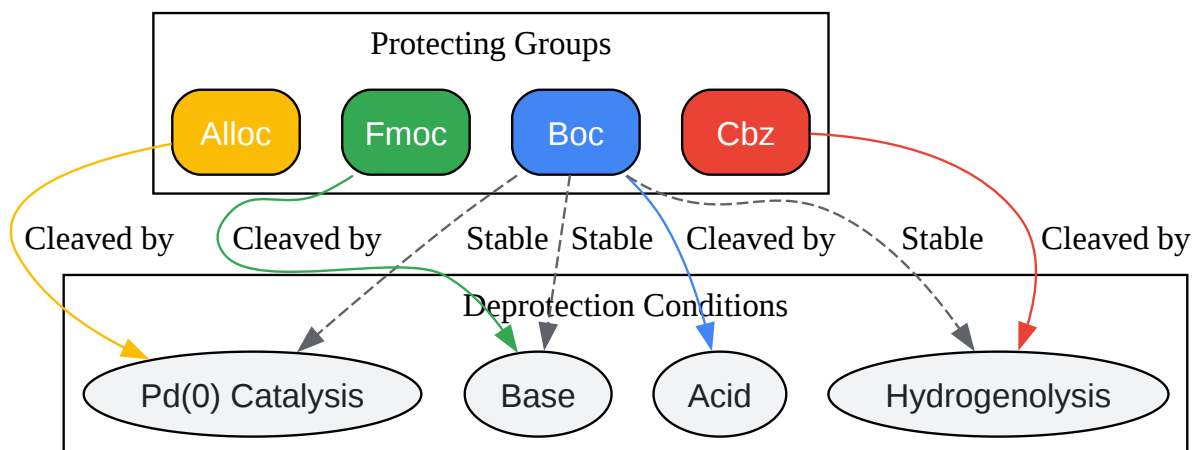 Protecting Groups
Alloc
Fmoc
Boc
Cbz
Cleaved by
Cleaved by
Stable
Stable
Cleaved by
Stable
Cleaved by
Deprotection Conditions
Pd(0) Catalysis
Base
Acid
Hydrogenolysis